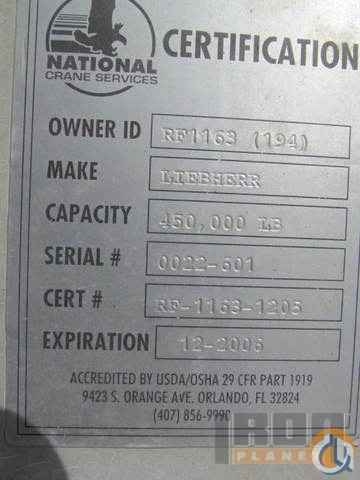 NATIONAL
CRANE SERVICES
CERTIFICATION
OWNER ID RF1163 (194)
MAKE LIEBHERR
CAPACITY 450,000 LB
SERIAL # 0022-601
CERT # RF-1163-1205
EXPIRATION 12-2006
ACCREDITED BY USDA/OSHA 29 CFR PART 1919
9423 S. ORANGE AVE. ORLANDO, FL 32824
(407) 856-9990
IRON
PLANET